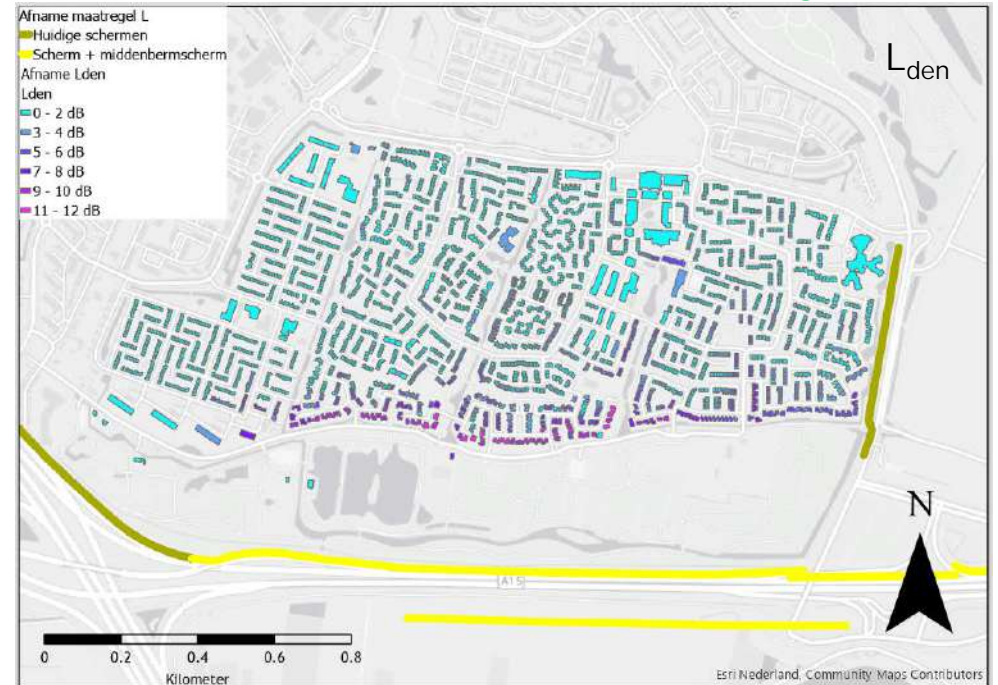 Afname maatregel L
Huidige schermen
Scherm + middenbermscherm
Afname Lden
Lden
0 - 2 dB
3 - 4 dB
5 - 6 dB
7 - 8 dB
9 - 10 dB
11 - 12 dB
Lden
N
A15
0 0.2 0.4 0.6 0.8
Kilometer
Esri Nederland, Community Maps Contributors